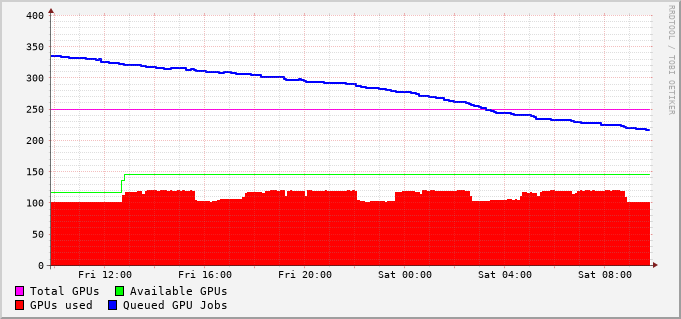 400
350
300
250
200
150
100
50
0
Fri 12:00 Fri 16:00 Fri 20:00 Sat 00:00 Sat 04:00 Sat 08:00
Total GPUs Available GPUs
GPUs used Queued GPU Jobs
RRDTOOL / TOBI OETIKER